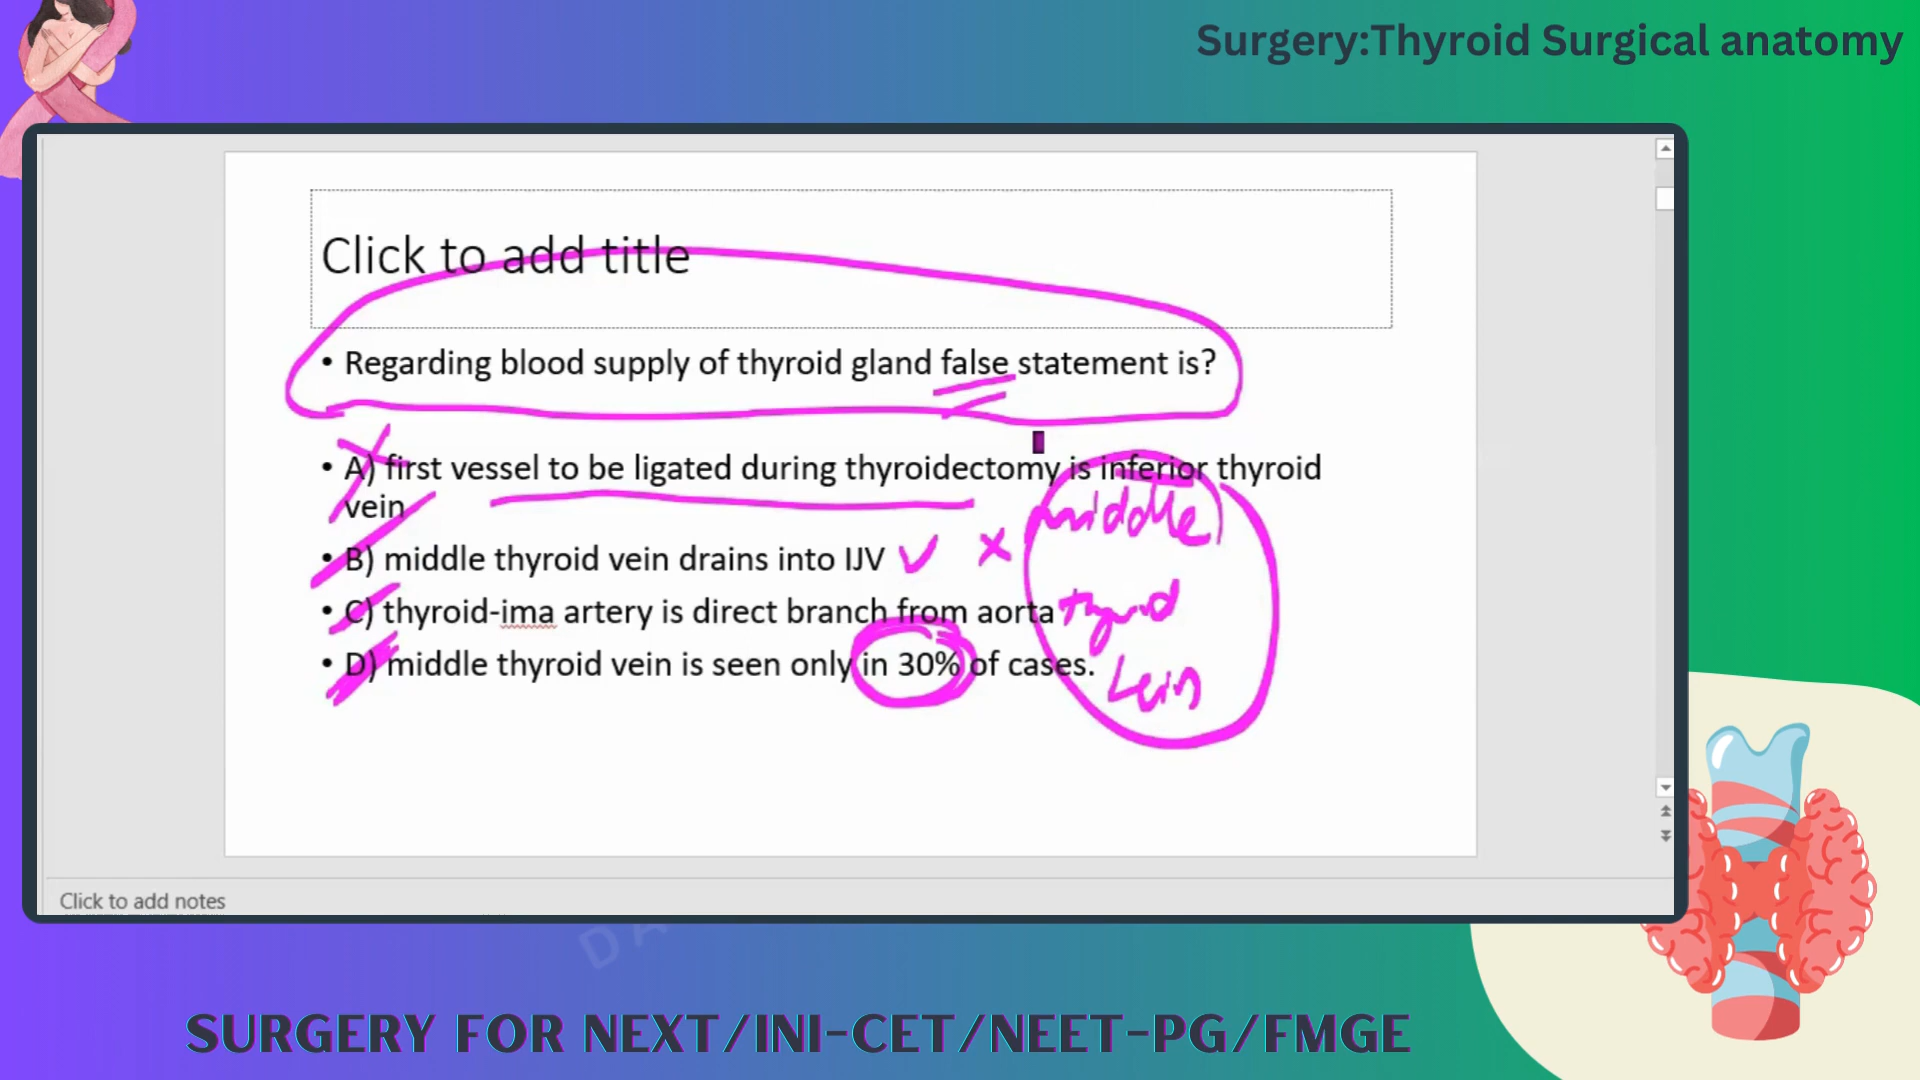 Surgery:Thyroid Surgical anatomy
Click to add title
• Regarding blood supply of thyroid gland false statement is?
• A) first vessel to be ligated during thyroidectomy is inferior thyroid
vein
middle
• B) middle thyroid vein drains into IJV
• C) thyroid-ima artery is direct branch from aorta
thyroid
• D) middle thyroid vein is seen only in 30% of cases.
vein
Click to add notes
DA
SURGERY FOR NEXT/INI-CET/NEET-PG/FMGE